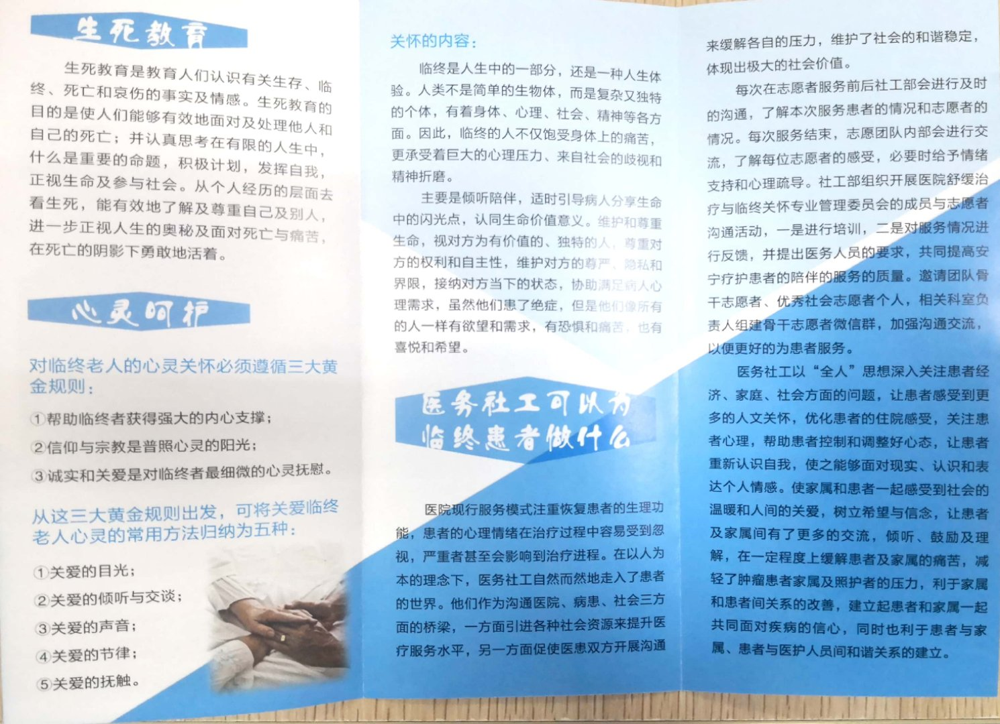 生死教育
生死教育是教育人们认识有关生存、临
终、死亡和哀伤的事实及情感。生死教育的
目的是使人们能够有效地面对及处理他人和
自己的死亡；并认真思考在有限的人生中，
什么是重要的命题，积极计划，发挥自我，
正视生命及参与社会。从个人经历的层面去
看生死，能有效地了解及尊重自己及别人，
进一步正视人生的奥秘及面对死亡与痛苦，
在死亡的阴影下勇敢地活着。
心灵呵护
对临终老人的心灵关怀必须遵循三大黄
金规则：
①帮助临终者获得强大的内心支撑；
②信仰与宗教是普照心灵的阳光；
③诚实和关爱是对临终者最细微的心灵抚慰。
从这三大黄金规则出发，可将关爱临终
老人心灵的常用方法归纳为五种：
①关爱的目光；
②关爱的倾听与交谈；
③关爱的声音；
④关爱的节律；
⑤关爱的抚触。
关怀的内容：
临终是人生中的一部分，还是一种人生体
验。人类不是简单的生物体，而是复杂又独特
的个体，有着身体、心理、社会、精神等各方
面。因此，临终的人不仅饱受身体上的痛苦，
更承受着巨大的心理压力、来自社会的歧视和
精神折磨。
主要是倾听陪伴，适时引导病人分享生命
中的闪光点，认同生命价值意义。维护和尊重
生命，视对方为有价值的、独特的人，尊重对
方的权利和自主性，维护对方的尊严、隐私和
界限，接纳对方当下的状态，协助满足病人心
理需求，虽然他们患了绝症，但是他们像所有
的人一样有欲望和需求，有恐惧和痛苦，也有
喜悦和希望。
医务社工可以为
临终患者做什么
医院现行服务模式注重恢复患者的生理功
能，患者的心理情绪在治疗过程中容易受到忽
视，严重者甚至会影响到治疗进程。在以人为
本的理念下，医务社工自然而然地走入了患者
的世界。他们作为沟通医院、病患、社会三方
面的桥梁，一方面引进各种社会资源来提升医
疗服务水平，另一方面促使医患双方开展沟通
来缓解各自的压力，维护了社会的和谐稳定，
体现出极大的社会价值。
每次在志愿者服务前后社工部会进行及时
的沟通，了解本次服务患者的情况和志愿者的
情况。每次服务结束，志愿团队内部会进行交
流，了解每位志愿者的感受，必要时给予情绪
支持和心理疏导。社工部组织开展医院舒缓治
疗与临终关怀专业管理委员会的成员与志愿者
沟通活动，一是进行培训，二是对服务情况进
行反馈，并提出医务人员的要求，共同提高安
宁疗护患者的陪伴的服务的质量。邀请团队骨
干志愿者、优秀社会志愿者个人，相关科室负
责人组建骨干志愿者微信群，加强沟通交流，
以便更好的为患者服务。
医务社工以“全人”思想深入关注患者经
济、家庭、社会方面的问题，让患者感受到更
多的人文关怀，优化患者的住院感受，关注患
者心理，帮助患者控制和调整好心态，让患者
重新认识自我，使之能够面对现实、认识和表
达个人情感。使家属和患者一起感受到社会的
温暖和人间的关爱，树立希望与信念，让患者
及家属间有了更多的交流，倾听、鼓励及理
解，在一定程度上缓解患者及家属的痛苦，减
轻了肿瘤患者家属及照护者的压力，利于家属
和患者间关系的改善，建立起患者和家属一起
共同面对疾病的信心，同时也利于患者与家
属、患者与医护人员间和谐关系的建立。